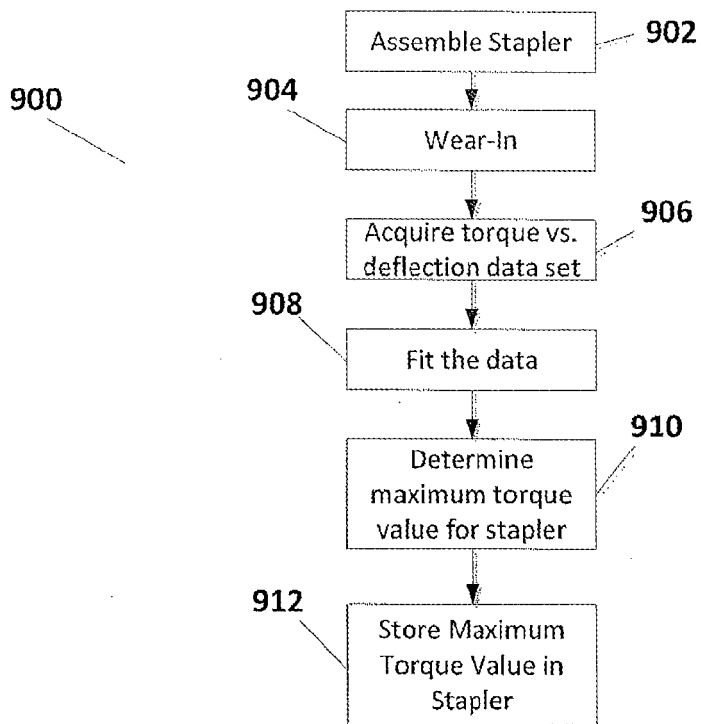 Assemble Stapler
902
900
904
Wear-In
906
Acquire torque vs.
deflection data set
908
Fit the data
910
Determine
maximum torque
value for stapler
912
Store Maximum
Torque Value in
Stapler